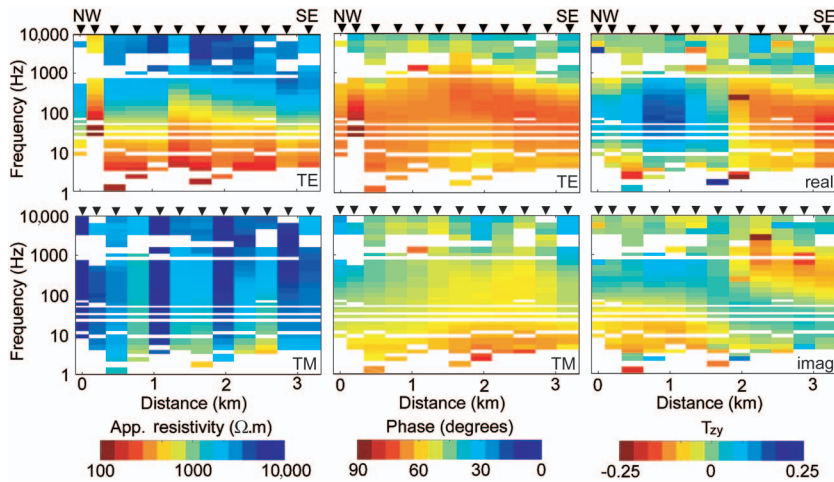 NW SE NW SE NW SE
10,000
1000
100
10
1
Frequency (Hz)
TE TE real
10,000
1000
100
10
1
Frequency (Hz)
TM TM imag
0 1 2 3 0 1 2 3 0 1 2 3
Distance (km) Distance (km) Distance (km)
App. resistivity (Ω.m) Phase (degrees) Tzy
100 1000 10,000 90 60 30 0 -0.25 0 0.25